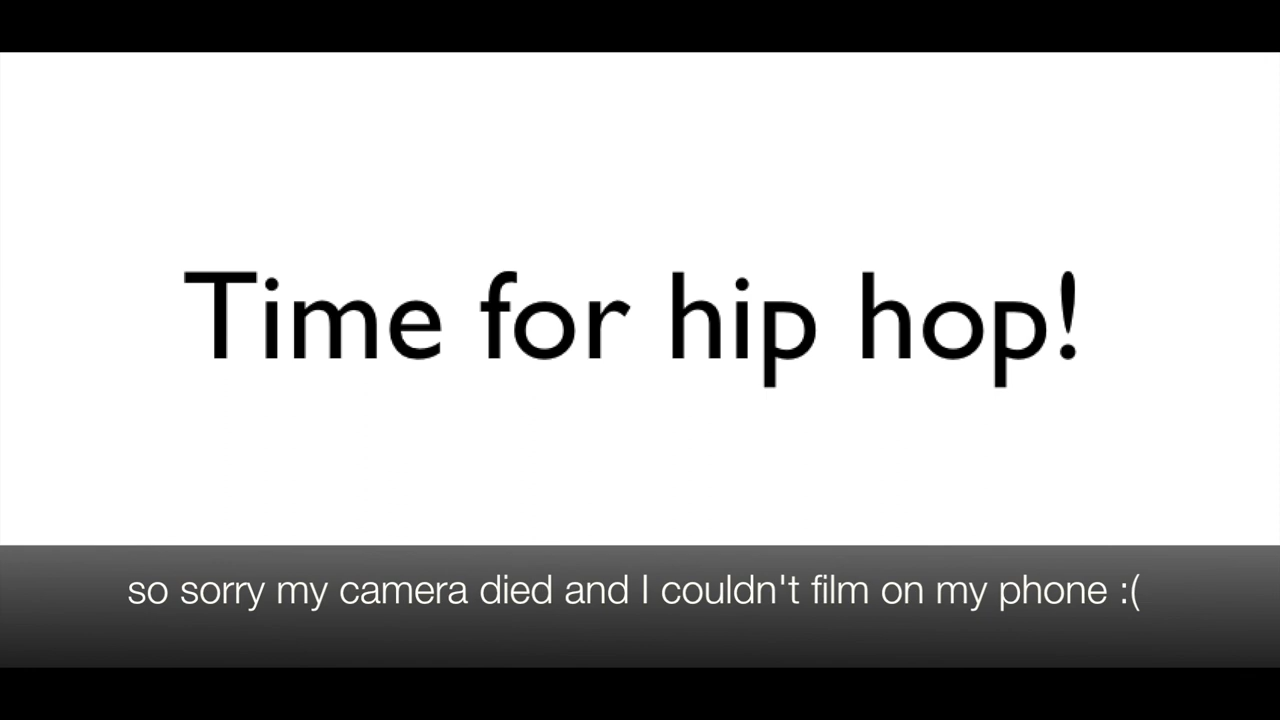 Time for hip hop!
so sorry my camera died and I couldn't film on my phone :(